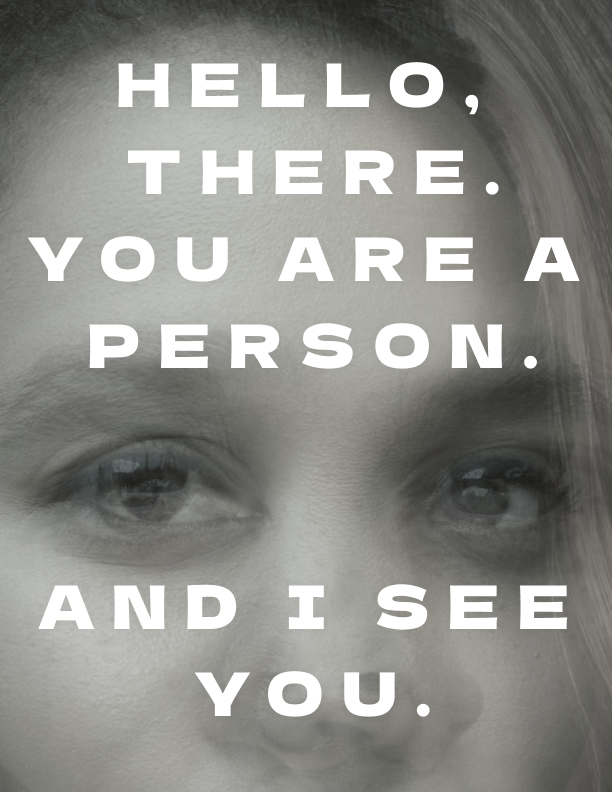 HELLO,
THERE.
YOU ARE A
PERSON.
AND I SEE
YOU.